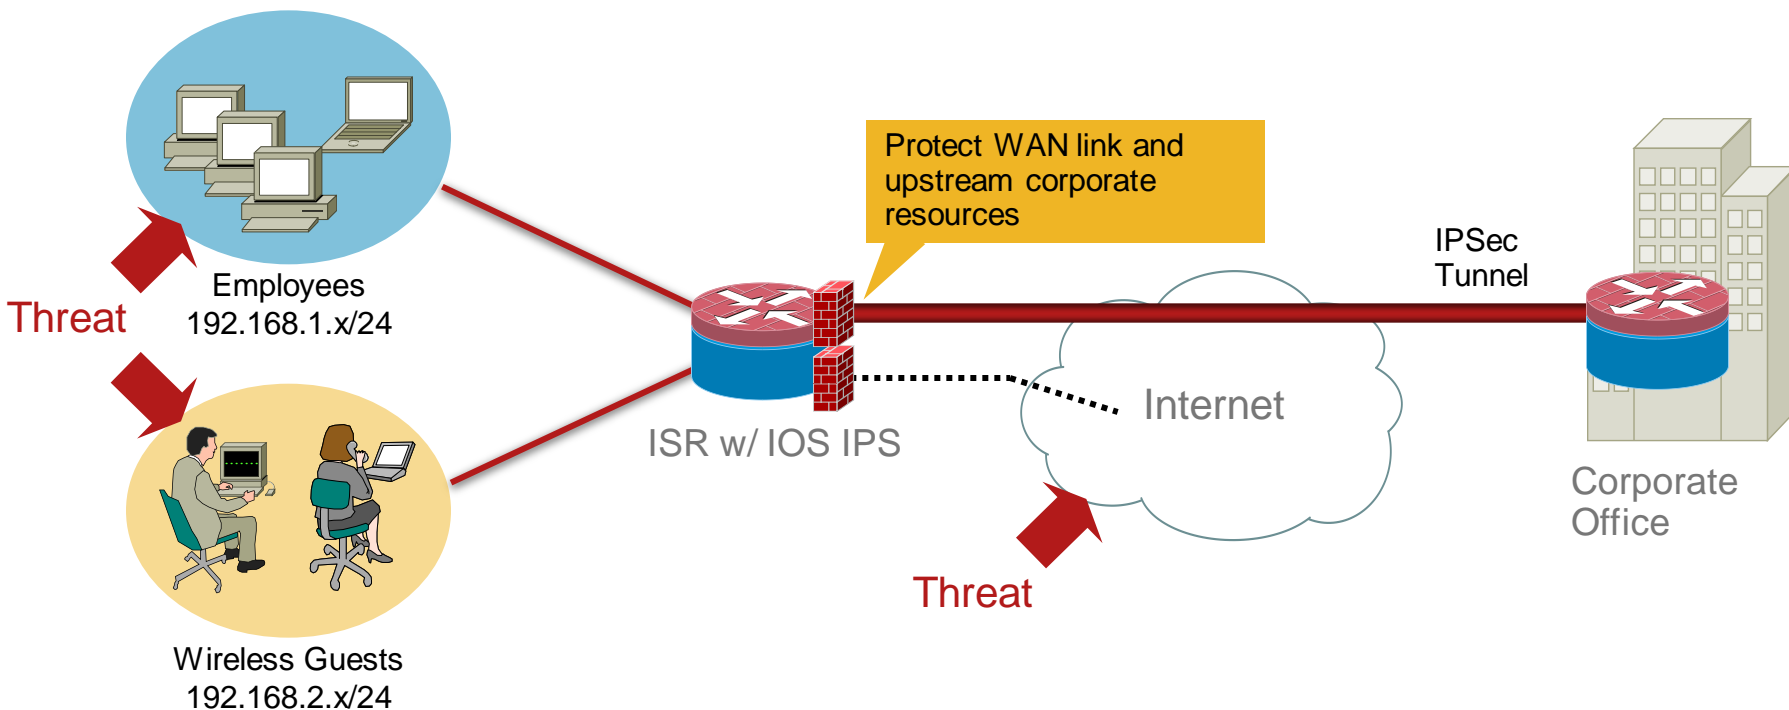 Protect WAN link and
upstream corporate
resources
IPSec
Tunnel
Employees
192.168.1.x/24
Threat
Internet
ISR w/ IOS IPS
Corporate
Office
Threat
Wireless Guests
192.168.2.x/24